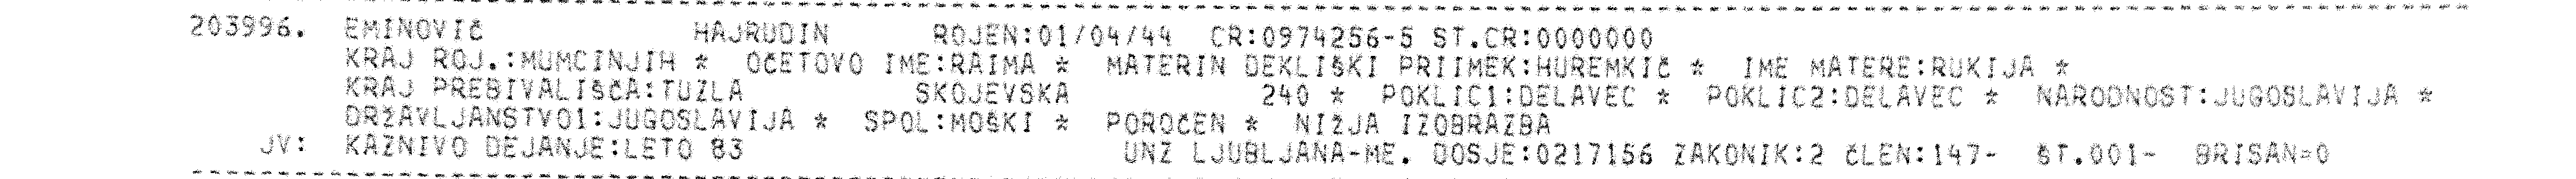 203996. EMINOVIČ HAJRUDIN ROJEN:01/04/44 CR:0974256-5 ST.CR:0000000
KRAJ ROJ.:MUMCINJIH * OČETOVO IME:RAIMA * MATERIN DEKLIŠKI PRIIMEK:HUREMKIČ * IME MATERE:RUKIJA *
KRAJ PREBIVALIŠČA:TUZLA SKOJEVSKA 240 * POKLIC1:DELAVEC * POKLIC2:DELAVEC * NARODNOST:JUGOSLAVIJA *
DRŽAVLJANSTVO1:JUGOSLAVIJA * SPOL:MOŠKI * POROČEN * NIŽJA IZOBRAZBA
JV: KAZNIVO DEJANJE:LETO 83 UNZ LJUBLJANA-ME. DOSJE:0217156 ZAKONIK:2 ČLEN:147- ŠT.001- BRISAN=0